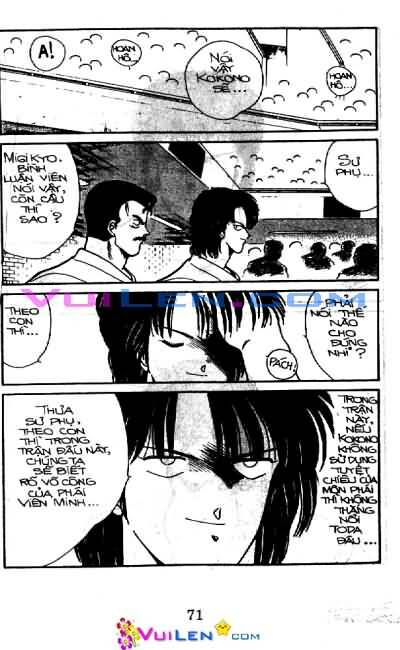 A!
HOAN
HÔ...
NÓI
VẬY
KOKONO
SẼ...
HOAN
HÔ...
MIGIKYO.
BÌNH
LUẬN VIÊN
NÓI VẬY,
CÒN CẬU
THÌ
SAO?
SƯ
PHỤ...
THEO
CON
THÌ...
PHẢI
NÓI THẾ
NÀO
CHO
ĐÚNG
NHỈ?
PÁCH!
VUILEN.COM
THƯA
SƯ PHỤ,
THEO CON
THÌ TRONG
TRẬN ĐẤU NÀY,
CHÚNG TA
SẼ BIẾT
RÕ VÕ CÔNG
CỦA PHÁI
VIÊN MINH...
TRONG
TRẬN
NÀY,
NẾU
KOKONO
KHÔNG
SỬ DỤNG
TUYỆT
CHIÊU CỦA
MÔN PHÁI
THÌ KHÔNG
THẮNG
NỔI
TODA
ĐÂU...
71
VUILEN.COM